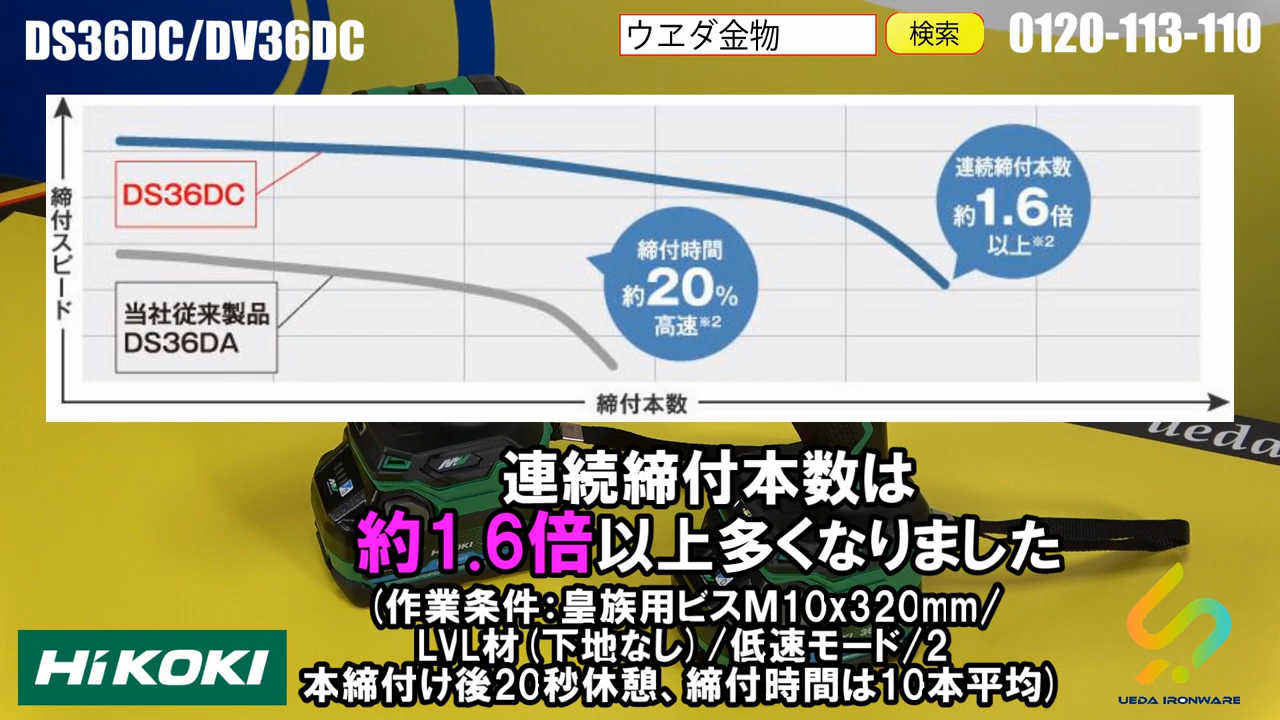 DS36DC/DV36DC
ウヱダ金物
検索
0120-113-110
締付スピード
DS36DC
当社従来製品
DS36DA
締付時間
約20%
高速※2
連続締付本数
約1.6倍
以上※2
締付本数
ueda
連続締付本数は
約1.6倍以上多くなりました
HiKOKI
(作業条件:皇族用ビスM10x320mm/
LVL材(下地なし)/低速モード/2
本締付け後20秒休憩、締付時間は10本平均)
HiKOKI
UEDA IRONWARE